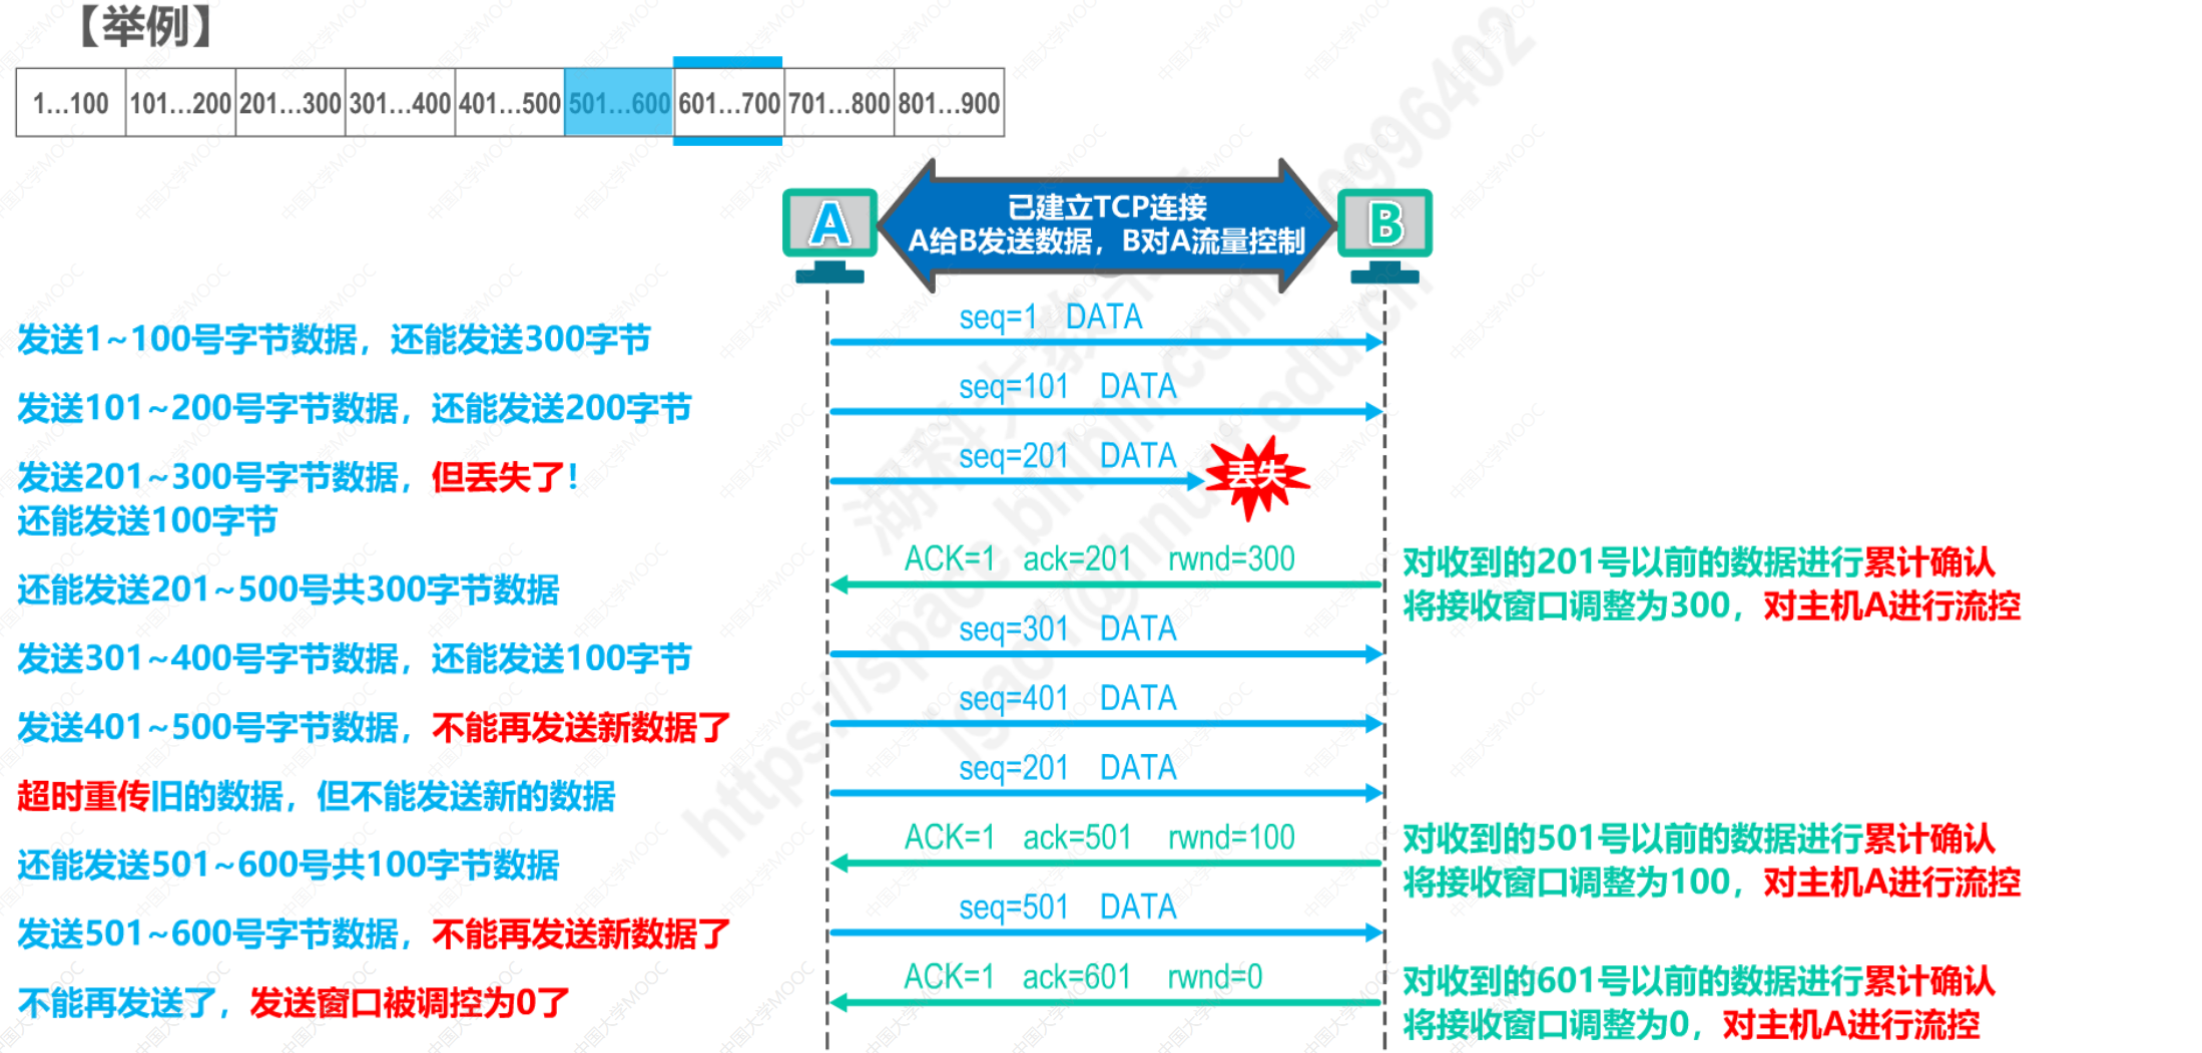 【举例】
1...100 101...200 201...300 301...400 401...500 501...600 601...700 701...800 801...900
A
已建立TCP连接
A给B发送数据，B对A流量控制
B
seq=1 DATA
发送1~100号字节数据，还能发送300字节
seq=101 DATA
发送101~200号字节数据，还能发送200字节
seq=201 DATA
丢失
发送201~300号字节数据，但丢失了！
还能发送100字节
ACK=1 ack=201 rwnd=300
对收到的201号以前的数据进行累计确认
将接收窗口调整为300，对主机A进行流控
还能发送201~500号共300字节数据
seq=301 DATA
发送301~400号字节数据，还能发送100字节
seq=401 DATA
发送401~500号字节数据，不能再发送新数据了
seq=201 DATA
超时重传旧的数据，但不能发送新的数据
ACK=1 ack=501 rwnd=100
对收到的501号以前的数据进行累计确认
将接收窗口调整为100，对主机A进行流控
还能发送501~600号共100字节数据
seq=501 DATA
发送501~600号字节数据，不能再发送新数据了
ACK=1 ack=601 rwnd=0
对收到的601号以前的数据进行累计确认
将接收窗口调整为0，对主机A进行流控
不能再发送了，发送窗口被调控为0了
中国大学MOOC